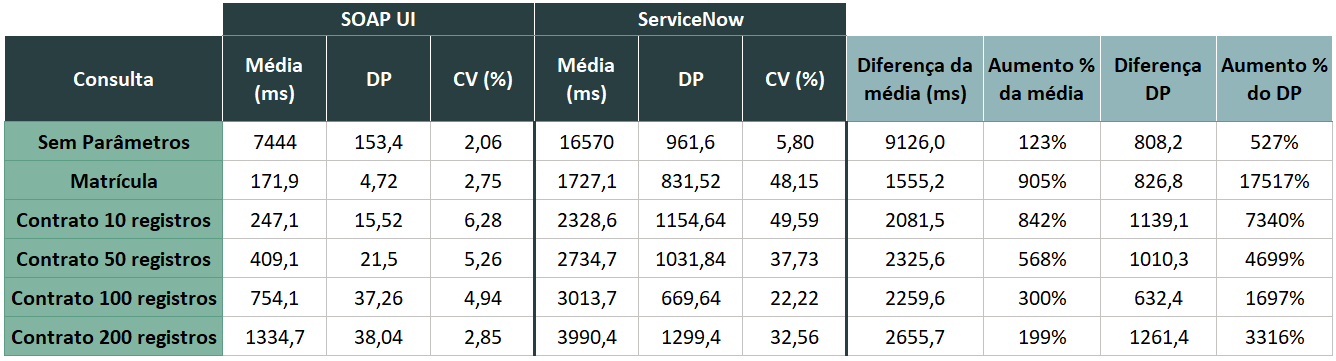 SOAP UI ServiceNow
Consulta Média (ms) DP CV (%) Média (ms) DP CV (%) Diferença da média (ms) Aumento % da média Diferença DP Aumento % do DP
Sem Parâmetros 7444 153,4 2,06 16570 961,6 5,80 9126,0 123% 808,2 527%
Matrícula 171,9 4,72 2,75 1727,1 831,52 48,15 1555,2 905% 826,8 17517%
Contrato 10 registros 247,1 15,52 6,28 2328,6 1154,64 49,59 2081,5 842% 1139,1 7340%
Contrato 50 registros 409,1 21,5 5,26 2734,7 1031,84 37,73 2325,6 568% 1010,3 4699%
Contrato 100 registros 754,1 37,26 4,94 3013,7 669,64 22,22 2259,6 300% 632,4 1697%
Contrato 200 registros 1334,7 38,04 2,85 3990,4 1299,4 32,56 2655,7 199% 1261,4 3316%